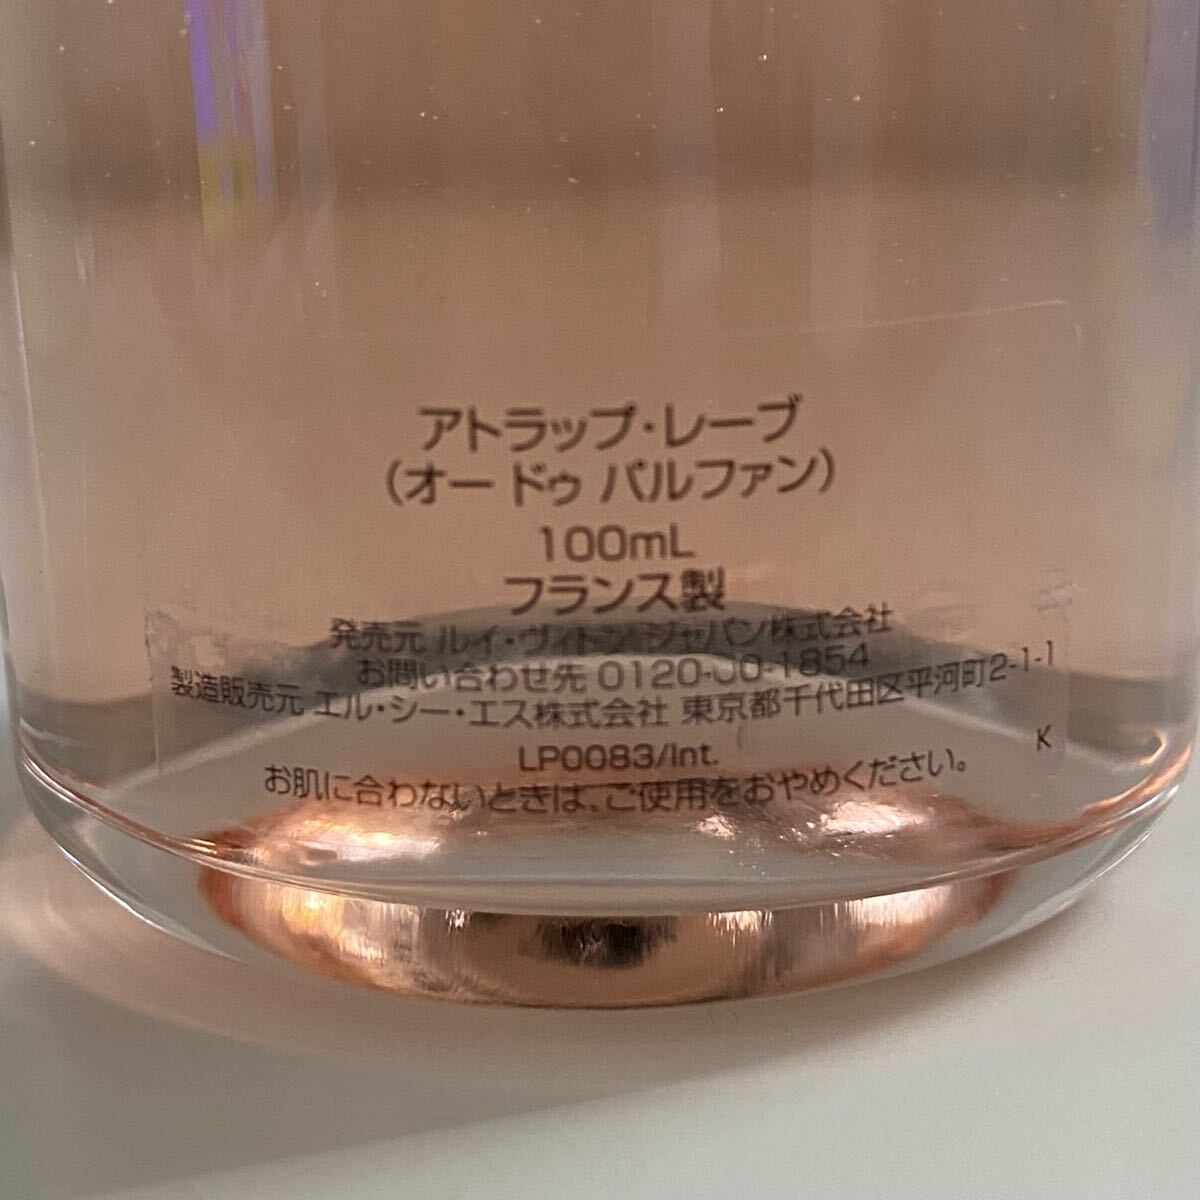 アトラップ・レーブ
（オー ドゥ パルファン）
100mL
フランス製
発売元 ルイ・ヴィトン ジャパン株式会社
お問い合わせ先 0120-00-1854
製造販売元 エル・シー・エス株式会社 東京都千代田区平河町2-1-1
LP0083/Int.
K
お肌に合わないときは、ご使用をおやめください。